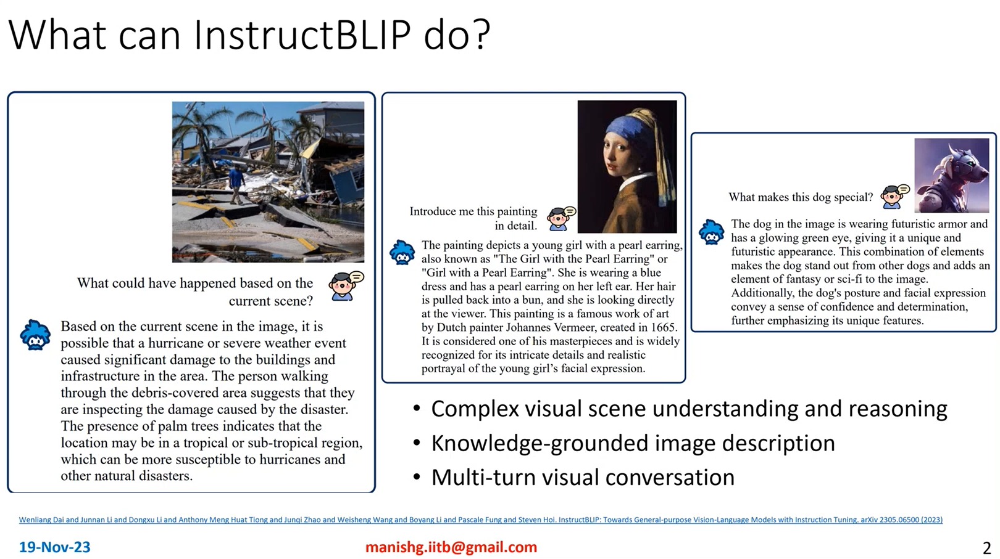 What can InstructBLIP do?
What could have happened based on the
current scene?
Based on the current scene in the image, it is
possible that a hurricane or severe weather event
caused significant damage to the buildings and
infrastructure in the area. The person walking
through the debris-covered area suggests that they
are inspecting the damage caused by the disaster.
The presence of palm trees indicates that the
location may be in a tropical or sub-tropical region,
which can be more susceptible to hurricanes and
other natural disasters.
Introduce me this painting
in detail.
The painting depicts a young girl with a pearl earring,
also known as "The Girl with the Pearl Earring" or
"Girl with a Pearl Earring". She is wearing a blue
dress and has a pearl earring on her left ear. Her hair
is pulled back into a bun, and she is looking directly
at the viewer. This painting is a famous work of art
by Dutch painter Johannes Vermeer, created in 1665.
It is considered one of his masterpieces and is widely
recognized for its intricate details and realistic
portrayal of the young girl's facial expression.
What makes this dog special?
The dog in the image is wearing futuristic armor and
has a glowing green eye, giving it a unique and
futuristic appearance. This combination of elements
makes the dog stand out from other dogs and adds an
element of fantasy or sci-fi to the image.
Additionally, the dog's posture and facial expression
convey a sense of confidence and determination,
further emphasizing its unique features.
• Complex visual scene understanding and reasoning
• Knowledge-grounded image description
• Multi-turn visual conversation
Wenliang Dai and Junnan Li and Dongxu Li and Anthony Meng Huat Tiong and Junqi Zhao and Weisheng Wang and Boyang Li and Pascale Fung and Steven Hoi. InstructBLIP: Towards General-purpose Vision-Language Models with Instruction Tuning. arXiv 2305.06500 (2023)
19-Nov-23
manishg.iitb@gmail.com
2